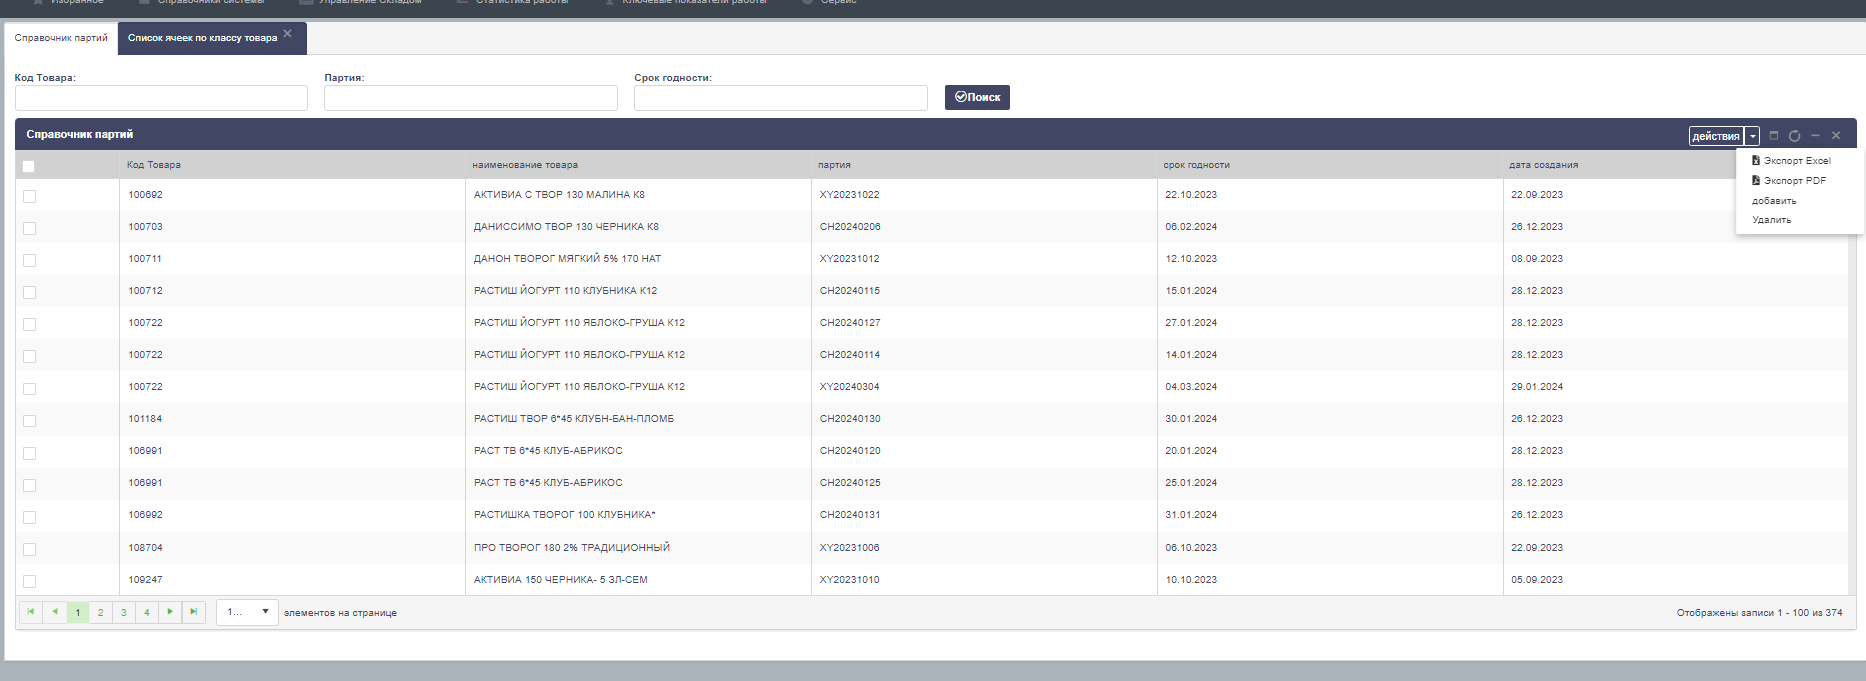 Избранное Справочники системы Управление Складом Статистика работы Ключевые показатели работы Сервис
Справочник партий Список ячеек по классу товара
Код Товара: Партия: Срок годности:
Поиск
Справочник партий действия
Экспорт Excel
Экспорт PDF
добавить
Удалить
Код Товара наименование товара партия срок годности дата создания
100692 АКТИВИА С ТВОР 130 МАЛИНА К8 XY20231022 22.10.2023 22.09.2023
100703 ДАНИССИМО ТВОР 130 ЧЕРНИКА К8 CH20240206 06.02.2024 26.12.2023
100711 ДАНОН ТВОРОГ МЯГКИЙ 5% 170 НАТ XY20231012 12.10.2023 08.09.2023
100712 РАСТИШ ЙОГУРТ 110 КЛУБНИКА К12 CH20240115 15.01.2024 28.12.2023
100722 РАСТИШ ЙОГУРТ 110 ЯБЛОКО-ГРУША К12 CH20240127 27.01.2024 28.12.2023
100722 РАСТИШ ЙОГУРТ 110 ЯБЛОКО-ГРУША К12 CH20240114 14.01.2024 28.12.2023
100722 РАСТИШ ЙОГУРТ 110 ЯБЛОКО-ГРУША К12 XY20240304 04.03.2024 29.01.2024
101184 РАСТИШ ТВОР 6*45 КЛУБН-БАН-ПЛОМБ CH20240130 30.01.2024 26.12.2023
106991 РАСТ ТВ 6*45 КЛУБ-АБРИКОС CH20240120 20.01.2024 28.12.2023
106991 РАСТ ТВ 6*45 КЛУБ-АБРИКОС CH20240125 25.01.2024 28.12.2023
106992 РАСТИШКА ТВОРОГ 100 КЛУБНИКА* CH20240131 31.01.2024 26.12.2023
108704 ПРО ТВОРОГ 180 2% ТРАДИЦИОННЫЙ XY20231006 06.10.2023 22.09.2023
109247 АКТИВИА 150 ЧЕРНИКА- 5 ЗЛ-СЕМ XY20231010 10.10.2023 05.09.2023
1 2 3 4 1... элементов на странице Отображены записи 1 - 100 из 374